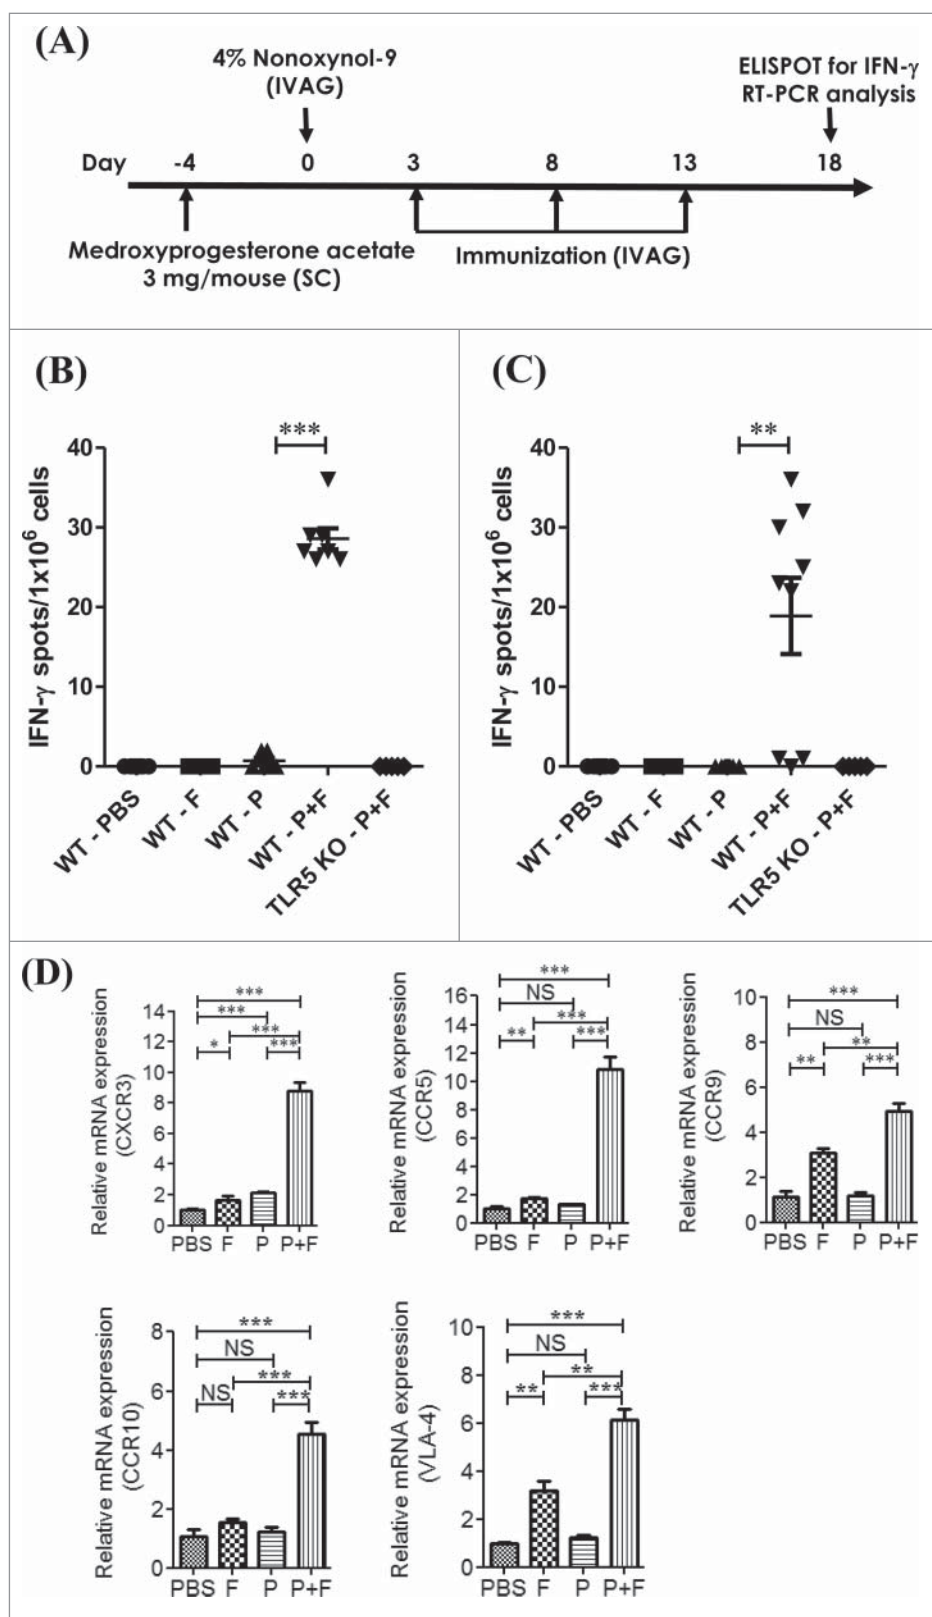 (A)
4% Nonoxynol-9
(IVAG)
ELISPOT for IFN-γ
RT-PCR analysis
Day -4 0 3 8 13 18
Medroxyprogesterone acetate
3 mg/mouse (SC)
Immunization (IVAG)
(B)
***
IFN-γ spots/1x10⁶ cells
40
30
20
10
0
WT - PBS
WT - F
WT - P
WT - P+F
TLR5 KO - P+F
(C)
**
IFN-γ spots/1x10⁶ cells
40
30
20
10
0
WT - PBS
WT - F
WT - P
WT - P+F
TLR5 KO - P+F
(D)
Relative mRNA expression
(CXCR3)
14
12
10
8
6
4
2
0
***
***
***
* ***
PBS F P P+F
Relative mRNA expression
(CCR5)
16
14
12
10
8
6
4
2
0
***
NS
***
** ***
PBS F P P+F
Relative mRNA expression
(CCR9)
10
8
6
4
2
0
***
NS
**
** ***
PBS F P P+F
Relative mRNA expression
(CCR10)
8
6
4
2
0
***
NS
***
NS ***
PBS F P P+F
Relative mRNA expression
(VLA-4)
10
8
6
4
2
0
***
NS
**
** ***
PBS F P P+F